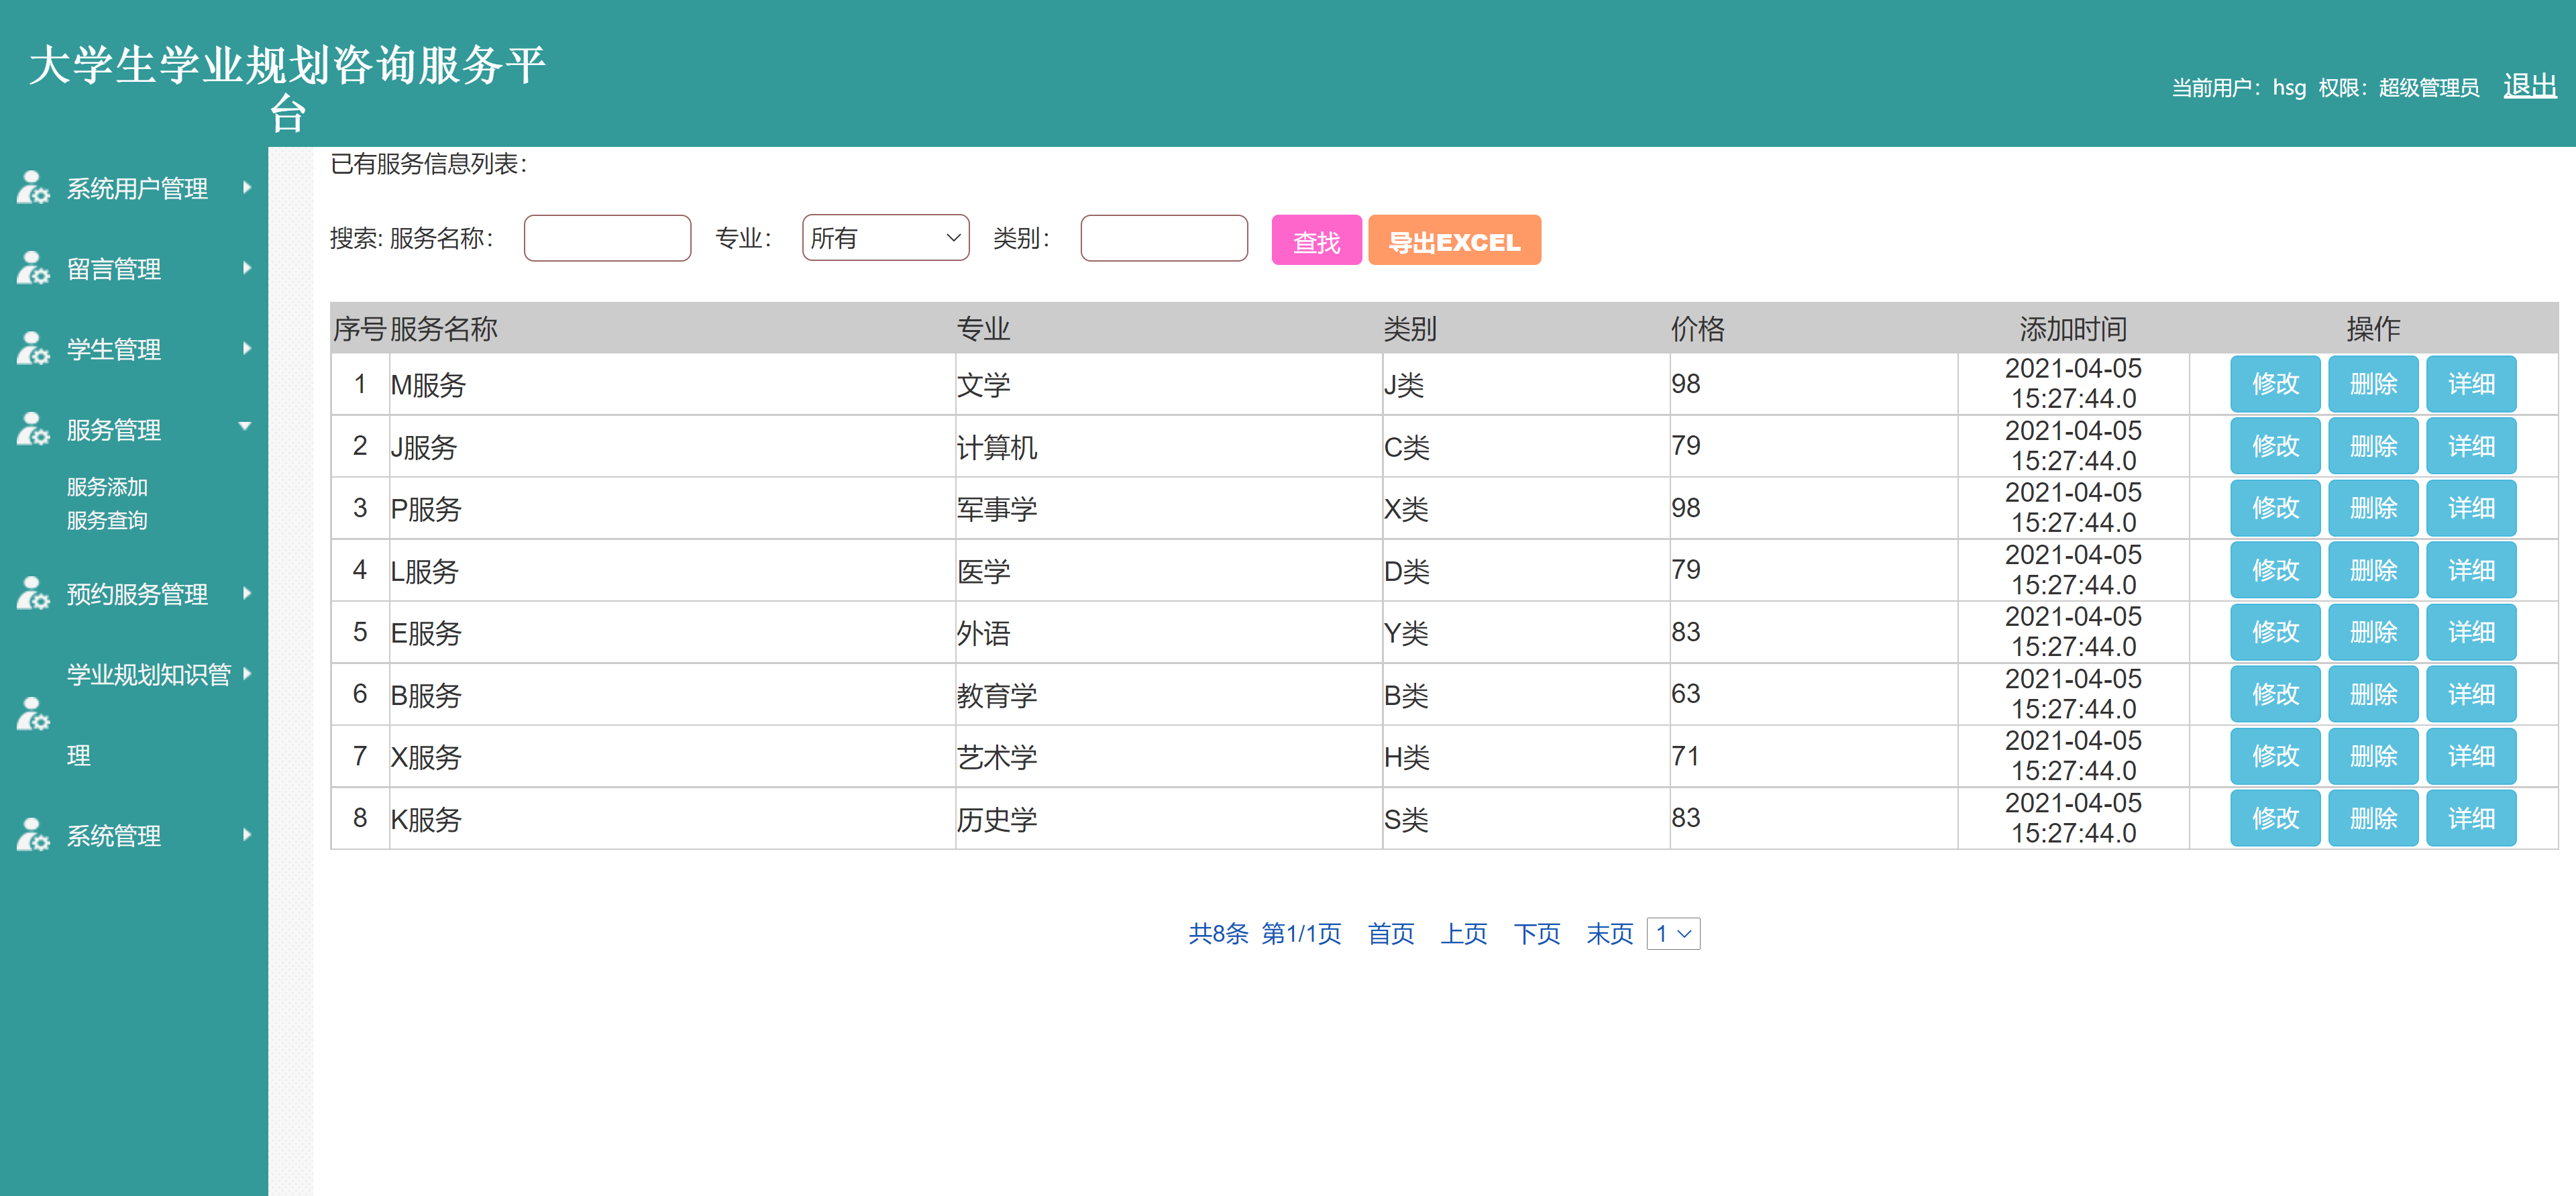 大学生学业规划咨询服务平
台
当前用户：hsg 权限：超级管理员 退出
系统用户管理
留言管理
学生管理
服务管理
服务添加
服务查询
预约服务管理
学业规划知识管
理
系统管理
已有服务信息列表：
搜索: 服务名称： 专业： 所有 类别： 查找 导出EXCEL
序号 服务名称 专业 类别 价格 添加时间 操作
1 M服务 文学 J类 98 2021-04-05 15:27:44.0 修改 删除 详细
2 J服务 计算机 C类 79 2021-04-05 15:27:44.0 修改 删除 详细
3 P服务 军事学 X类 98 2021-04-05 15:27:44.0 修改 删除 详细
4 L服务 医学 D类 79 2021-04-05 15:27:44.0 修改 删除 详细
5 E服务 外语 Y类 83 2021-04-05 15:27:44.0 修改 删除 详细
6 B服务 教育学 B类 63 2021-04-05 15:27:44.0 修改 删除 详细
7 X服务 艺术学 H类 71 2021-04-05 15:27:44.0 修改 删除 详细
8 K服务 历史学 S类 83 2021-04-05 15:27:44.0 修改 删除 详细
共8条 第1/1页 首页 上页 下页 末页 1